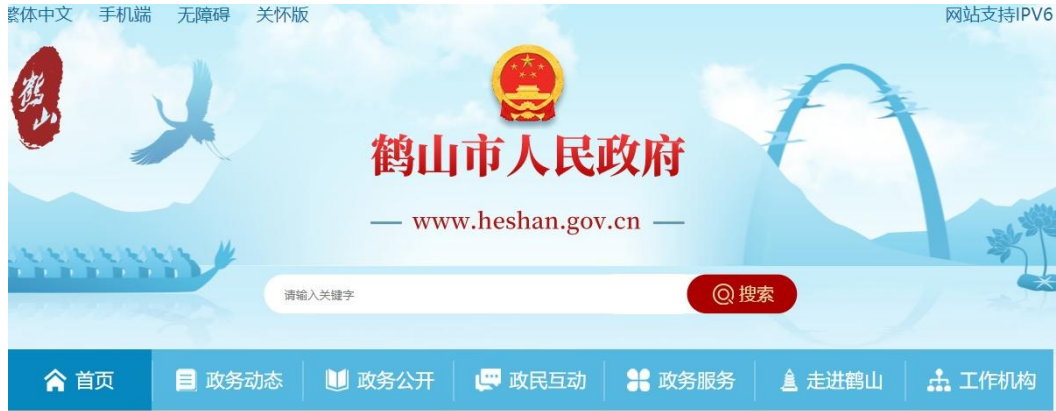 繁体中文 手机端 无障碍 关怀版 网站支持IPV6
鹤山
鹤山市人民政府
www.heshan.gov.cn
请输入关键字 搜索
首页 政务动态 政务公开 政民互动 政务服务 走进鹤山 工作机构